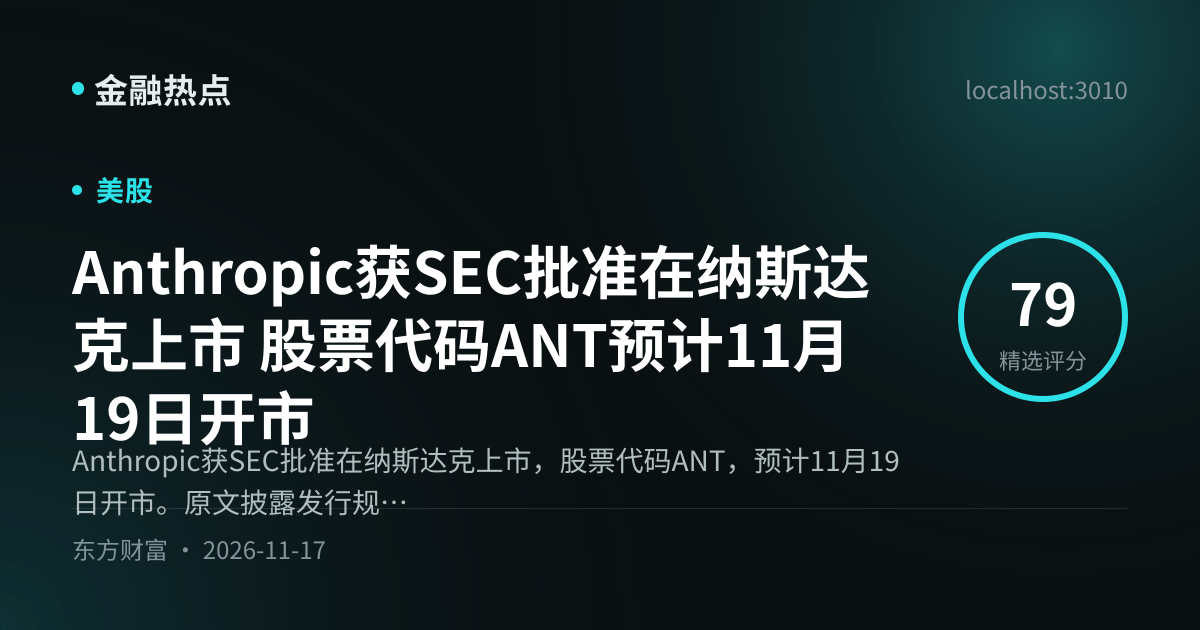 金融热点
localhost:3010
美股
Anthropic获SEC批准在纳斯达
克上市 股票代码ANT预计11月
19日开市
79
精选评分
Anthropic获SEC批准在纳斯达克上市，股票代码ANT，预计11月19
日开市。原文披露发行规…
东方财富 · 2026-11-17